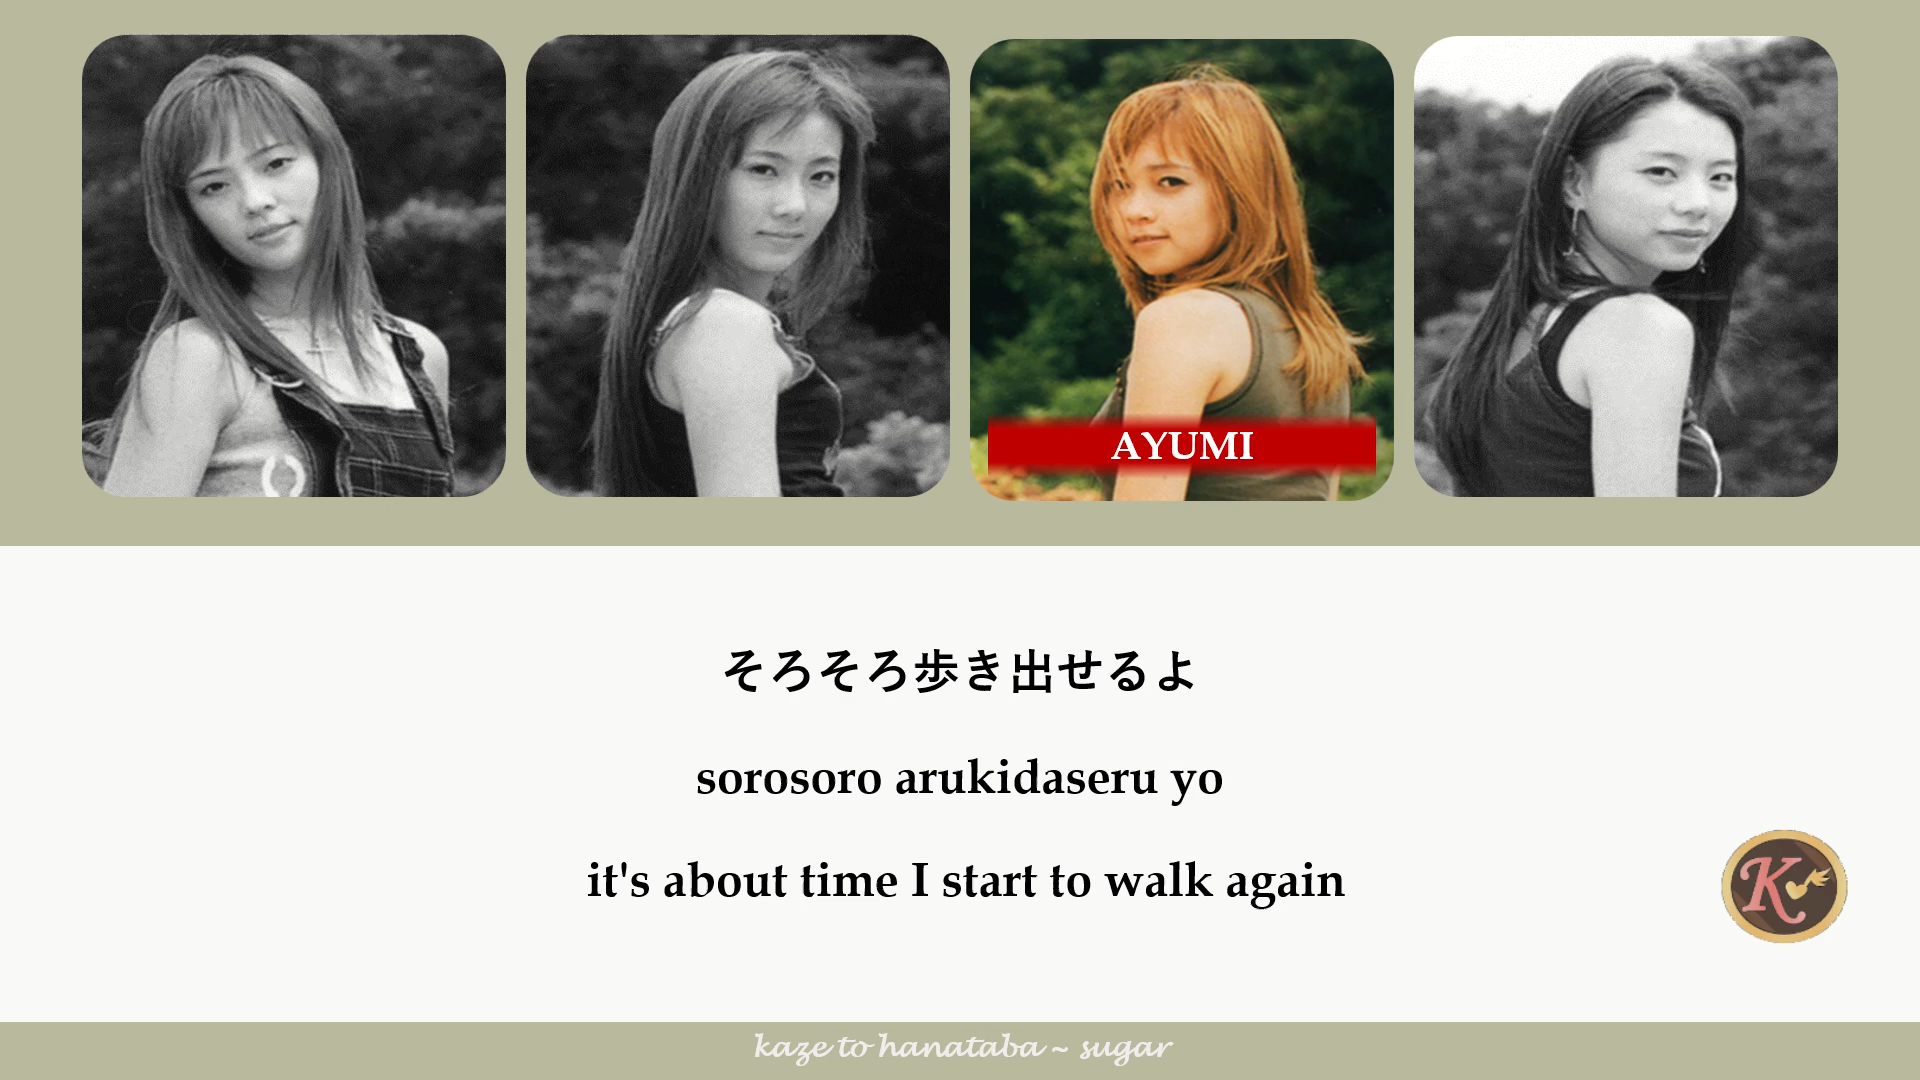 AYUMI
そろそろ歩き出せるよ
sorosoro arukidaseru yo
it's about time I start to walk again
K
kaze to hanataba ~ sugar